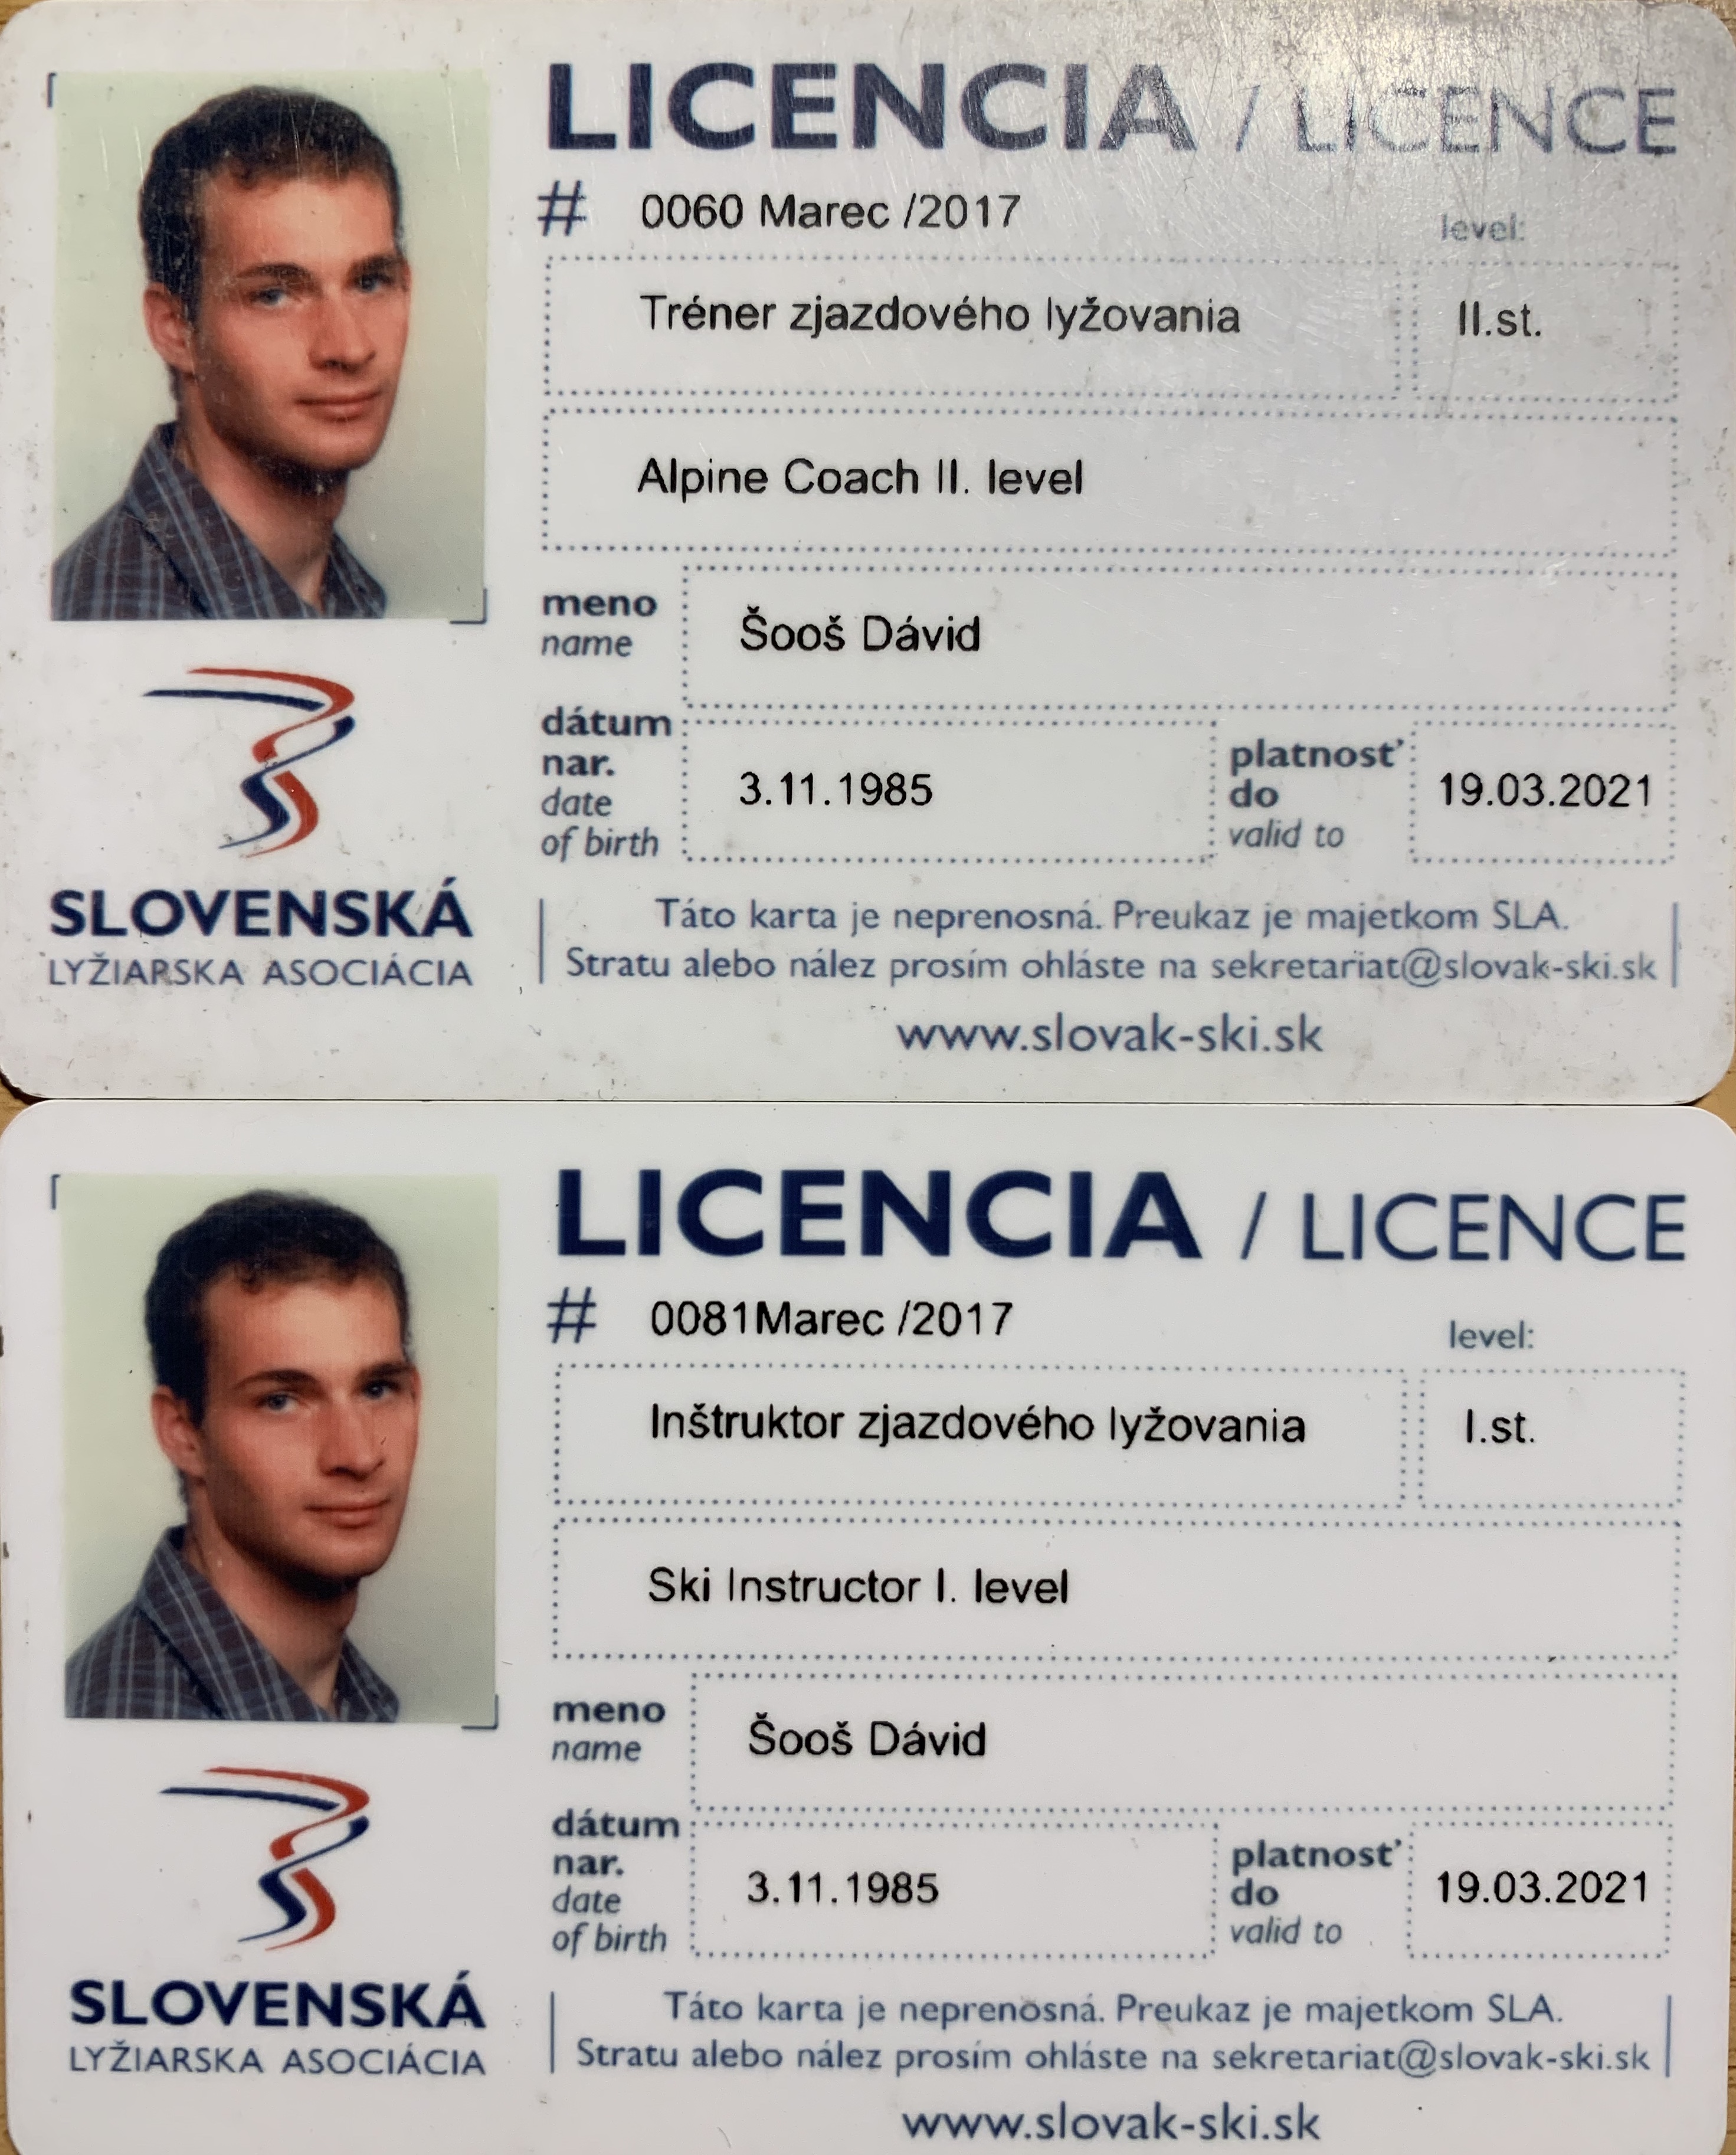 LICENCIA / LICENCE
# 0060 Marec /2017
level:
Tréner zjazdového lyžovania
II.st.
Alpine Coach II. level
meno
name
Šooš Dávid
dátum
nar.
date
of birth
3.11.1985
platnosť
do
valid to
19.03.2021
SLOVENSKÁ
LYŽIARSKA ASOCIÁCIA
Táto karta je neprenosná. Preukaz je majetkom SLA.
Stratu alebo nález prosím ohláste na sekretariat@slovak-ski.sk
www.slovak-ski.sk
LICENCIA / LICENCE
# 0081Marec /2017
level:
Inštruktor zjazdového lyžovania
I.st.
Ski Instructor I. level
meno
name
Šooš Dávid
dátum
nar.
date
of birth
3.11.1985
platnosť
do
valid to
19.03.2021
SLOVENSKÁ
LYŽIARSKA ASOCIÁCIA
Táto karta je neprenosná. Preukaz je majetkom SLA.
Stratu alebo nález prosím ohláste na sekretariat@slovak-ski.sk
www.slovak-ski.sk